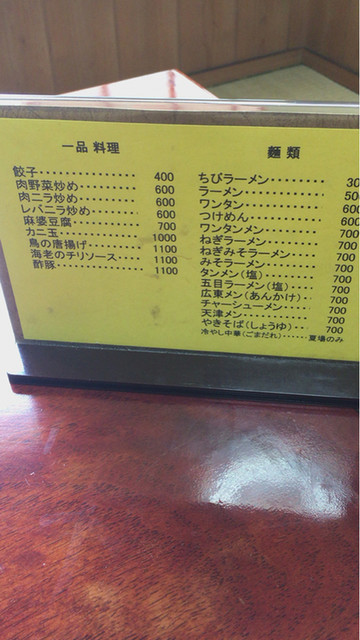 一品料理
餃子・・・・・・・・・・・・・・400
肉野菜炒め・・・・・・・・・600
肉ニラ炒め・・・・・・・・・600
レバニラ炒め・・・・・・・・600
麻婆豆腐・・・・・・・・・・・700
カニ玉・・・・・・・・・・・・1000
鳥の唐揚げ・・・・・・・・・1100
海老のチリソース・・・・1100
酢豚・・・・・・・・・・・・・・1100
麺類
ちびラーメン・・・・・・・・30
ラーメン・・・・・・・・・・・50
ワンタン・・・・・・・・・・・600
つけめん・・・・・・・・・・・600
ワンタンメン・・・・・・・・700
ねぎラーメン・・・・・・・・700
ねぎみそラーメン・・・・・700
みそラーメン・・・・・・・・700
タンメン（塩）・・・・・・・700
五目ラーメン（塩）・・・・700
広東メン（あんかけ）・・700
チャーシューメン・・・・・700
天津メン・・・・・・・・・・・700
やきそば（しょうゆ）・・700
冷やし中華（ごまだれ）・・・・・・夏場のみ